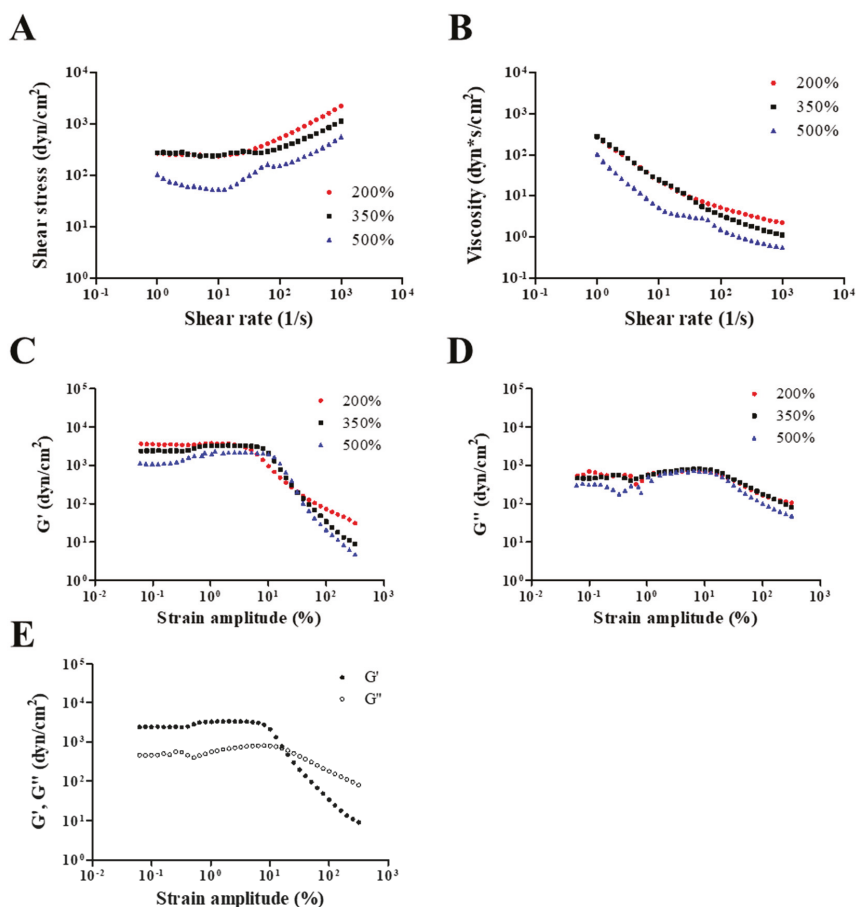 A
Shear stress (dyn/cm²)
10⁴
10³
10²
10¹
10⁰
200%
350%
500%
10⁻¹ 10⁰ 10¹ 10² 10³ 10⁴
Shear rate (1/s)
B
Viscosity (dyn*s/cm²)
10⁴
10³
10²
10¹
10⁰
10⁻¹
200%
350%
500%
10⁻¹ 10⁰ 10¹ 10² 10³ 10⁴
Shear rate (1/s)
C
G' (dyn/cm²)
10⁵
10⁴
10³
10²
10¹
10⁰
200%
350%
500%
10⁻² 10⁻¹ 10⁰ 10¹ 10² 10³
Strain amplitude (%)
D
G'' (dyn/cm²)
10⁵
10⁴
10³
10²
10¹
10⁰
200%
350%
500%
10⁻² 10⁻¹ 10⁰ 10¹ 10² 10³
Strain amplitude (%)
E
G', G'' (dyn/cm²)
10⁵
10⁴
10³
10²
10¹
10⁰
G'
G''
10⁻² 10⁻¹ 10⁰ 10¹ 10² 10³
Strain amplitude (%)